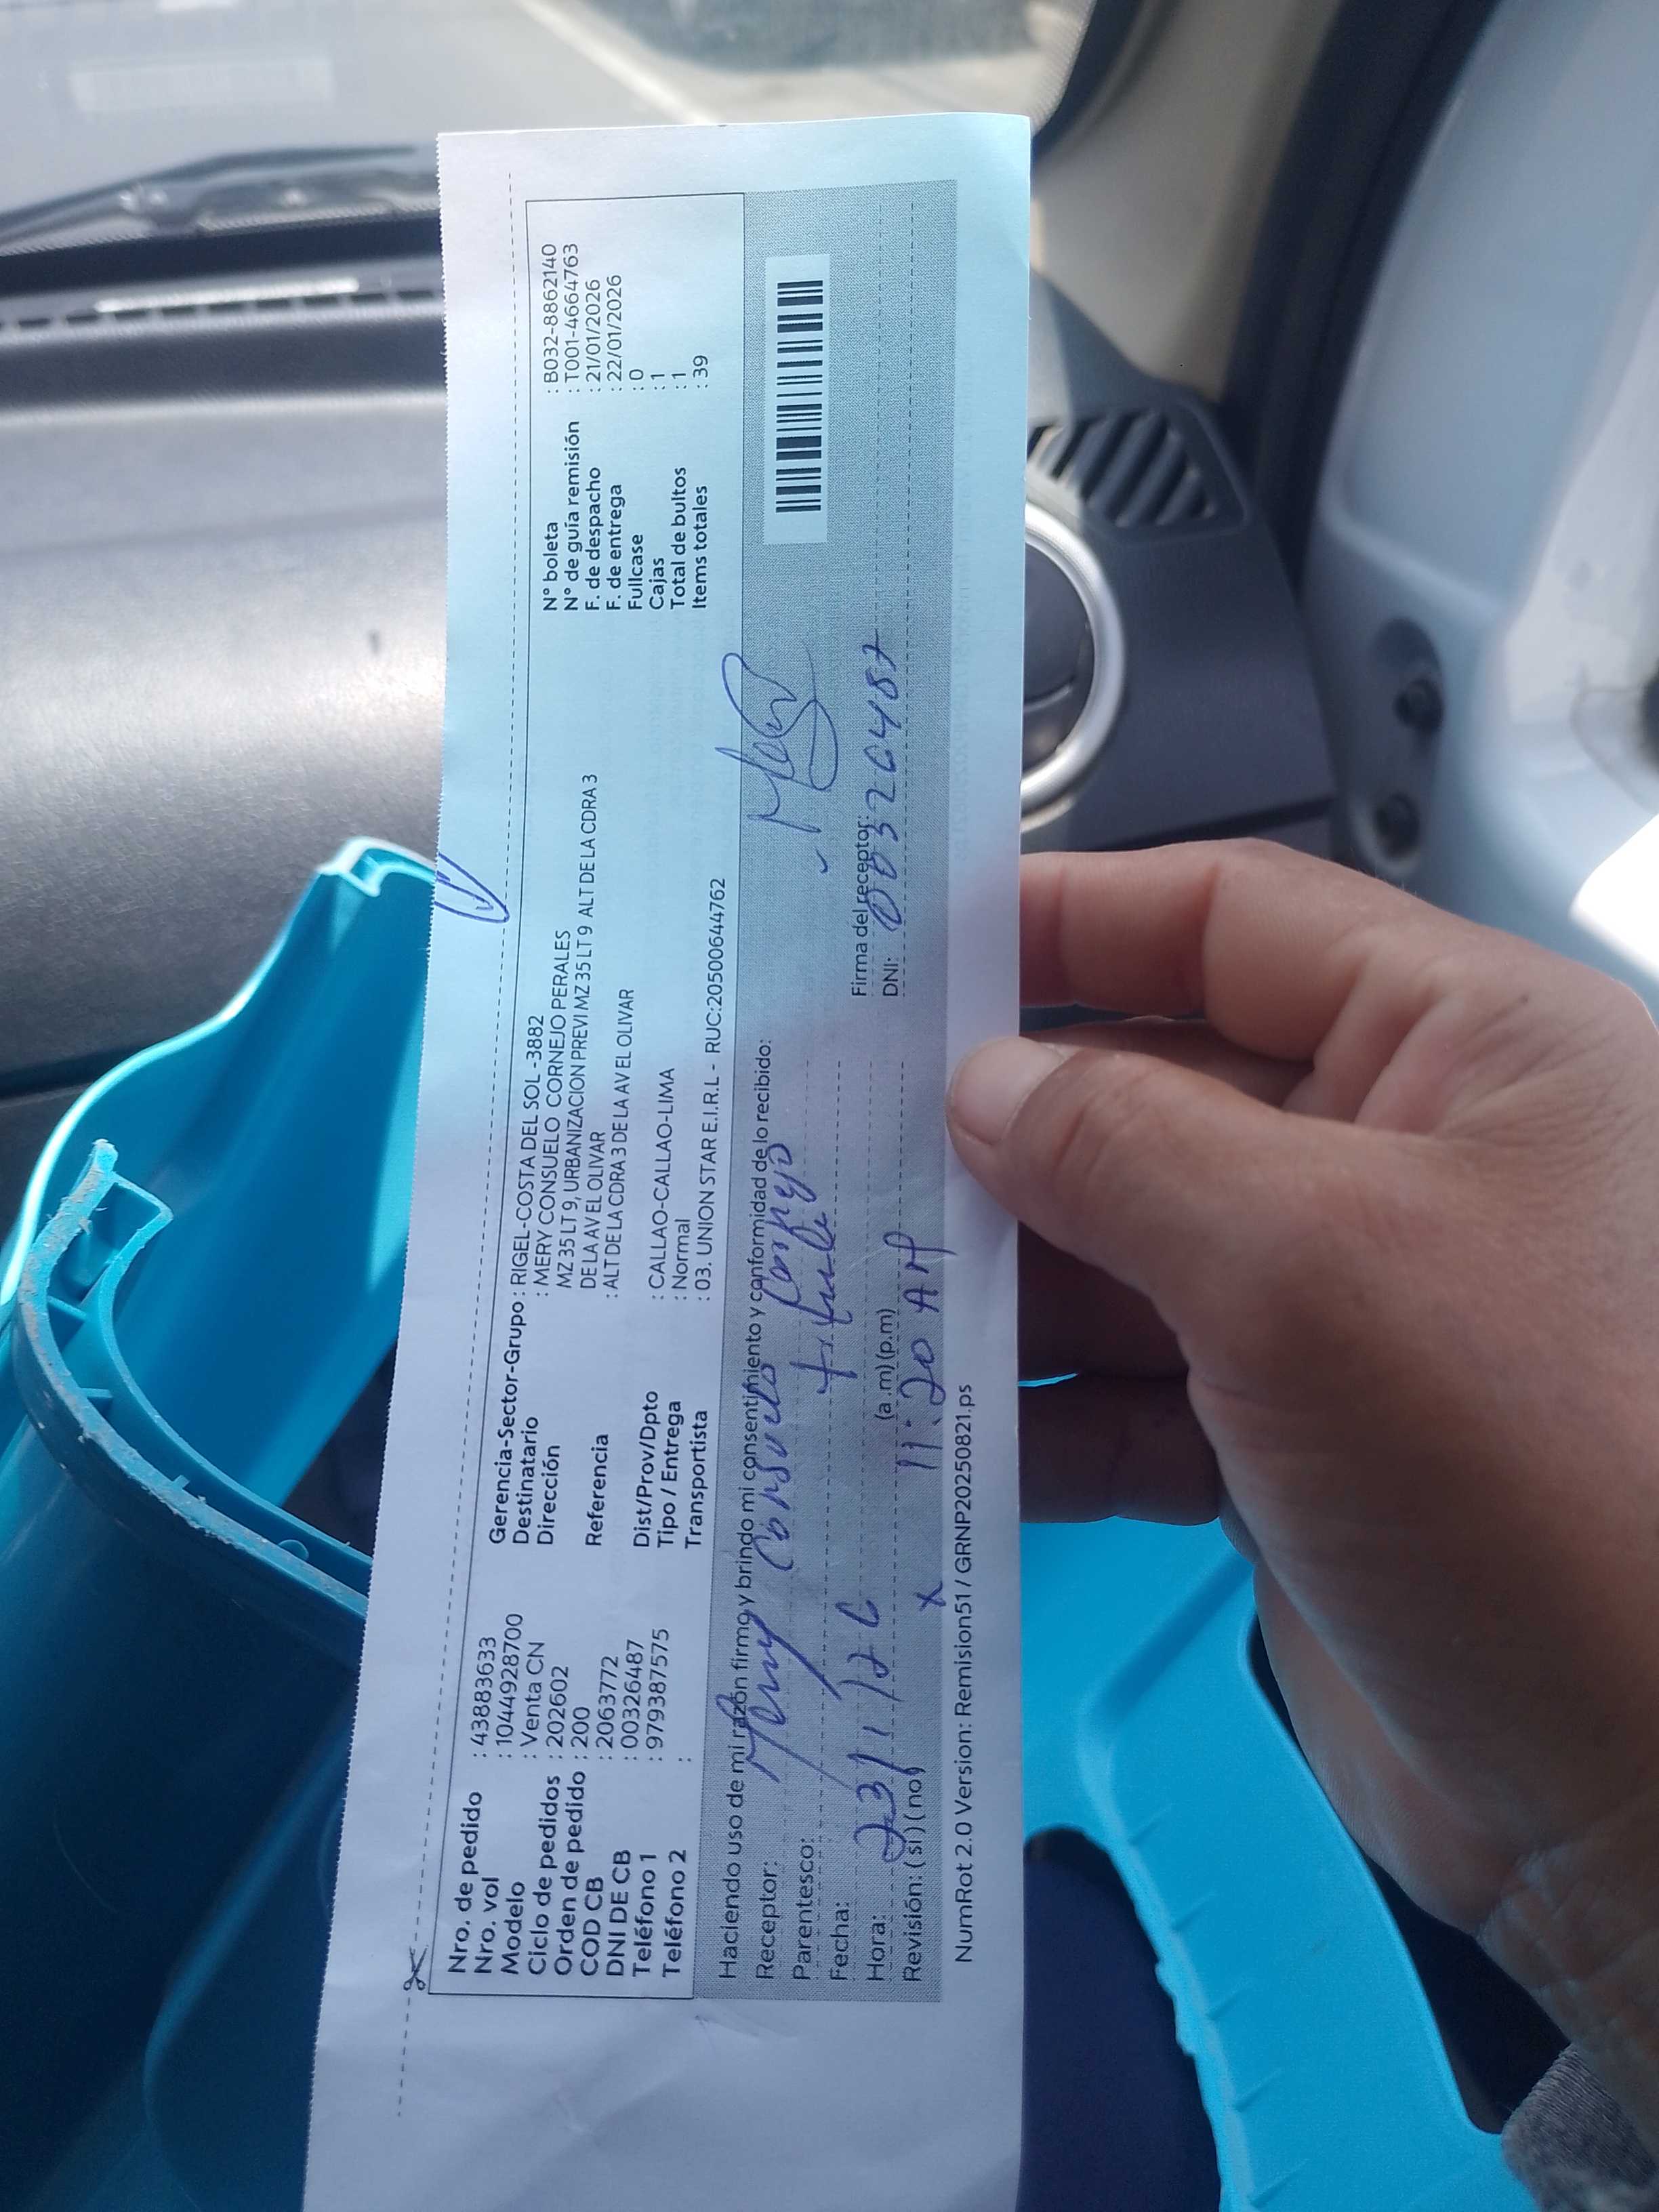 Nro. de pedido : 43883633
Nro. vol : 1044928700
Modelo : Venta CN
Ciclo de pedidos : 202602
Orden de pedido : 200
COD CB : 2063772
DNI DE CB : 00326487
Teléfono 1 : 979387575
Teléfono 2 :
Gerencia-Sector-Grupo : RIGEL-COSTA DEL SOL -3882
Destinatario : MERY CONSUELO CORNEJO PERALES
Dirección MZ 35 LT 9, URBANIZACION PREVI MZ 35 LT 9 ALT DE LA CDRA 3
DE LA AV EL OLIVAR
Referencia : ALT DE LA CDRA 3 DE LA AV EL OLIVAR
Dist/Prov/Dpto : CALLAO-CALLAO-LIMA
Tipo / Entrega : Normal
Transportista : 03. UNION STAR E.I.R.L - RUC:20500644762
N° boleta : B032-8862140
N° de guía remisión : T001-4664763
F. de despacho : 21/01/2026
F. de entrega : 22/01/2026
Fullcase : 0
Cajas : 1
Total de bultos : 1
Items totales : 39
Haciendo uso de mi razón firmo y brindo mi consentimiento y conformidad de lo recibido:
Receptor: Mery Consuelo Cornejo
Parentesco:
Fecha: 23/1/26
Hora: 11:20 AM (a.m) (p.m)
Revisión: ( si ) ( no ) x
Firma del receptor:
DNI: 00326487
NumRot 2.0 Version: Remision51 / GRNP20250821.ps